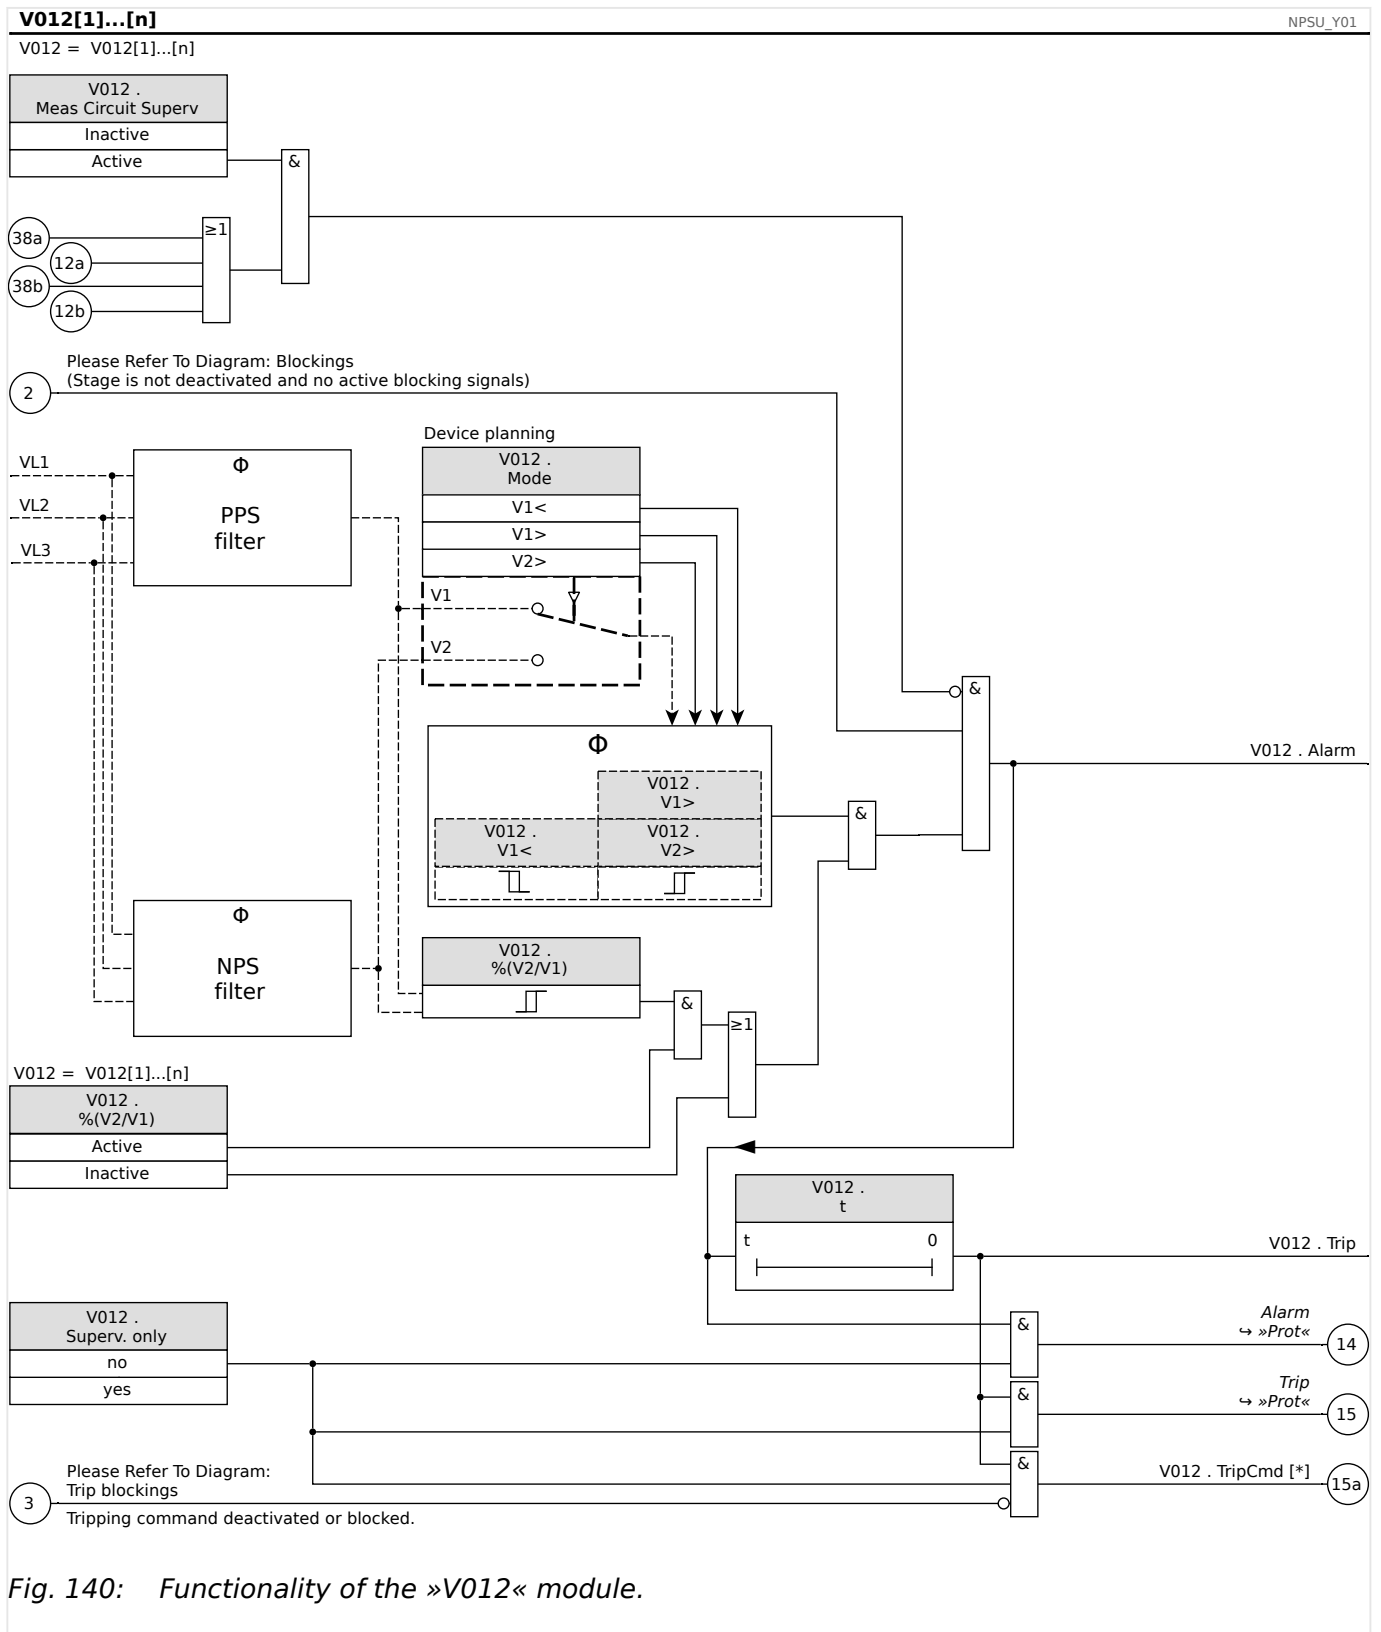 V012[1]...[n]
NPSU_Y01
V012 = V012[1]...[n]
V012 .
Meas Circuit Superv
Inactive
Active
&
38a
≥1
12a
38b
12b
Please Refer To Diagram: Blockings
(Stage is not deactivated and no active blocking signals)
2
Device planning
V012 .
Mode
V1<
V1>
V2>
VL1
VL2
VL3
Φ
PPS
filter
V1
V2
&
V012 . Alarm
Φ
V012 .
V1>
V012 .
V1<
V012 .
V2>
&
Φ
NPS
filter
V012 .
%(V2/V1)
&
≥1
V012 = V012[1]...[n]
V012 .
%(V2/V1)
Active
Inactive
V012 .
t
t 0
V012 . Trip
V012 .
Superv. only
no
yes
&
Alarm
↪ »Prot«
14
&
Trip
↪ »Prot«
15
&
V012 . TripCmd [*]
15a
Please Refer To Diagram:
Trip blockings
3
Tripping command deactivated or blocked.
Fig. 140: Functionality of the »V012« module.